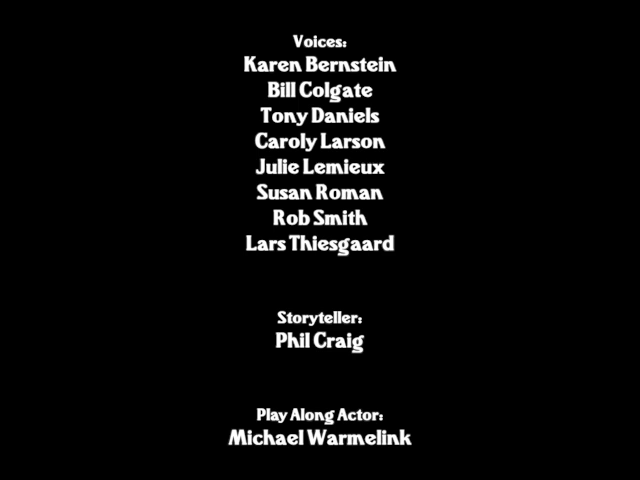 Voices:
Karen Bernstein
Bill Colgate
Tony Daniels
Caroly Larson
Julie Lemieux
Susan Roman
Rob Smith
Lars Thiesgaard
Storyteller:
Phil Craig
Play Along Actor:
Michael Warmelink